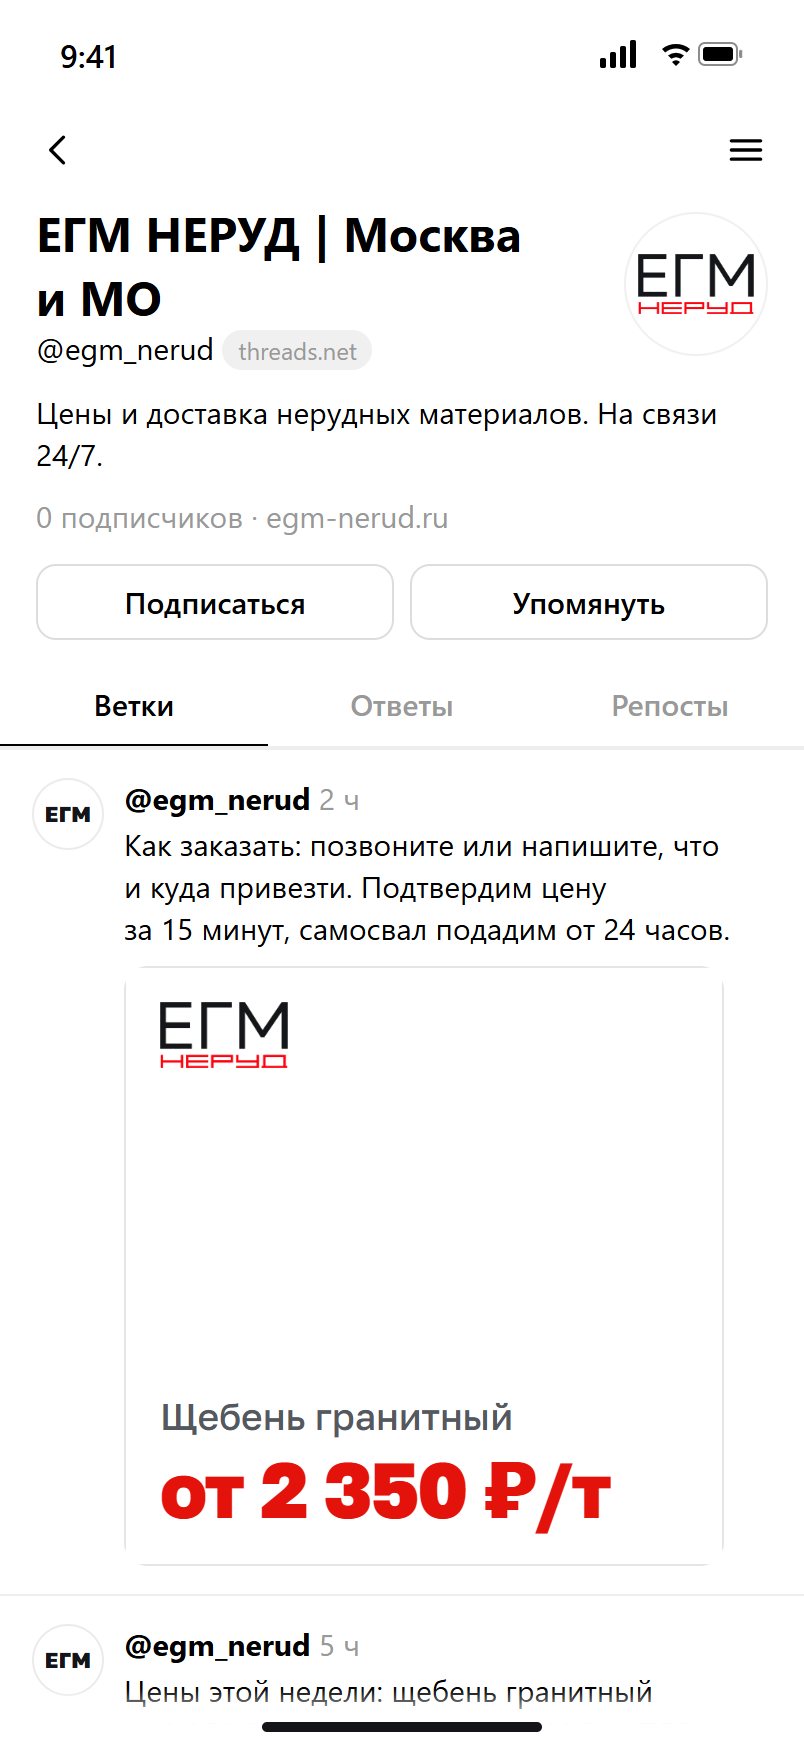 9:41
ЕГМ НЕРУД | Москва
и МО
ЕГМ
НЕРУД
@egm_nerud threads.net
Цены и доставка нерудных материалов. На связи
24/7.
0 подписчиков · egm-nerud.ru
Подписаться Упомянуть
Ветки Ответы Репосты
ЕГМ
@egm_nerud 2 ч
Как заказать: позвоните или напишите, что
и куда привезти. Подтвердим цену
за 15 минут, самосвал подадим от 24 часов.
ЕГМ
НЕРУД
Щебень гранитный
от 2 350 ₽/т
ЕГМ
@egm_nerud 5 ч
Цены этой недели: щебень гранитный